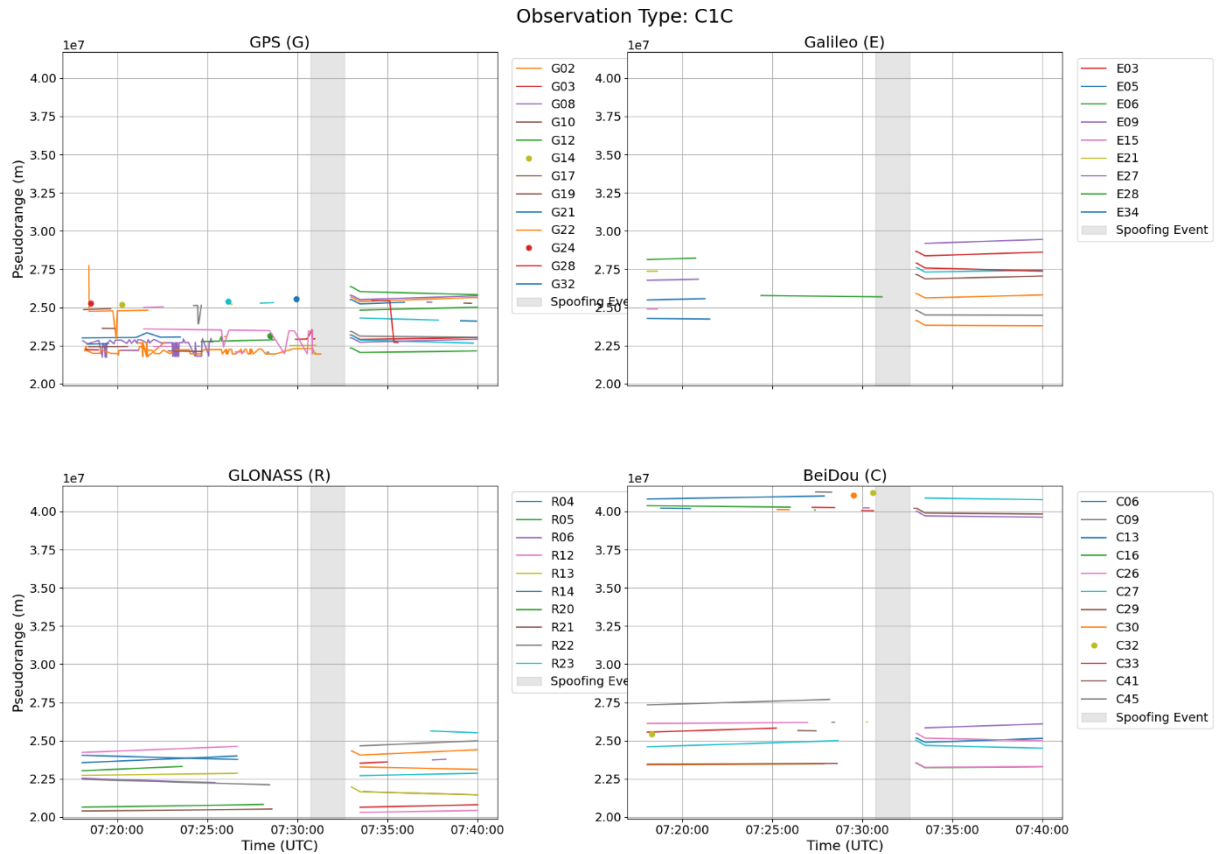 Observation Type: C1C
GPS (G)
1e7
Pseudorange (m)
4.00
3.75
3.50
3.25
3.00
2.75
2.50
2.25
2.00
G02
G03
G08
G10
G12
G14
G17
G19
G21
G22
G24
G28
G32
Spoofing Eve
Galileo (E)
1e7
4.00
3.75
3.50
3.25
3.00
2.75
2.50
2.25
2.00
E03
E05
E06
E09
E15
E21
E27
E28
E34
Spoofing Event
GLONASS (R)
1e7
Pseudorange (m)
4.00
3.75
3.50
3.25
3.00
2.75
2.50
2.25
2.00
07:20:00 07:25:00 07:30:00 07:35:00 07:40:00
Time (UTC)
R04
R05
R06
R12
R13
R14
R20
R21
R22
R23
Spoofing Eve
BeiDou (C)
1e7
4.00
3.75
3.50
3.25
3.00
2.75
2.50
2.25
2.00
07:20:00 07:25:00 07:30:00 07:35:00 07:40:00
Time (UTC)
C06
C09
C13
C16
C26
C27
C29
C30
C32
C33
C41
C45
Spoofing Event